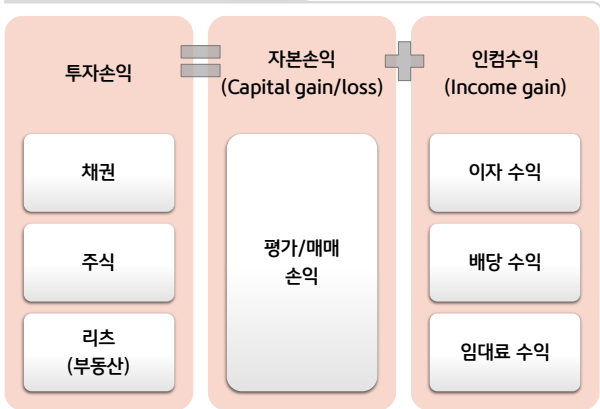 투자손익
자본손익
(Capital gain/loss)
인컴수익
(Income gain)
채권
주식
리츠
(부동산)
평가/매매
손익
이자 수익
배당 수익
임대료 수익